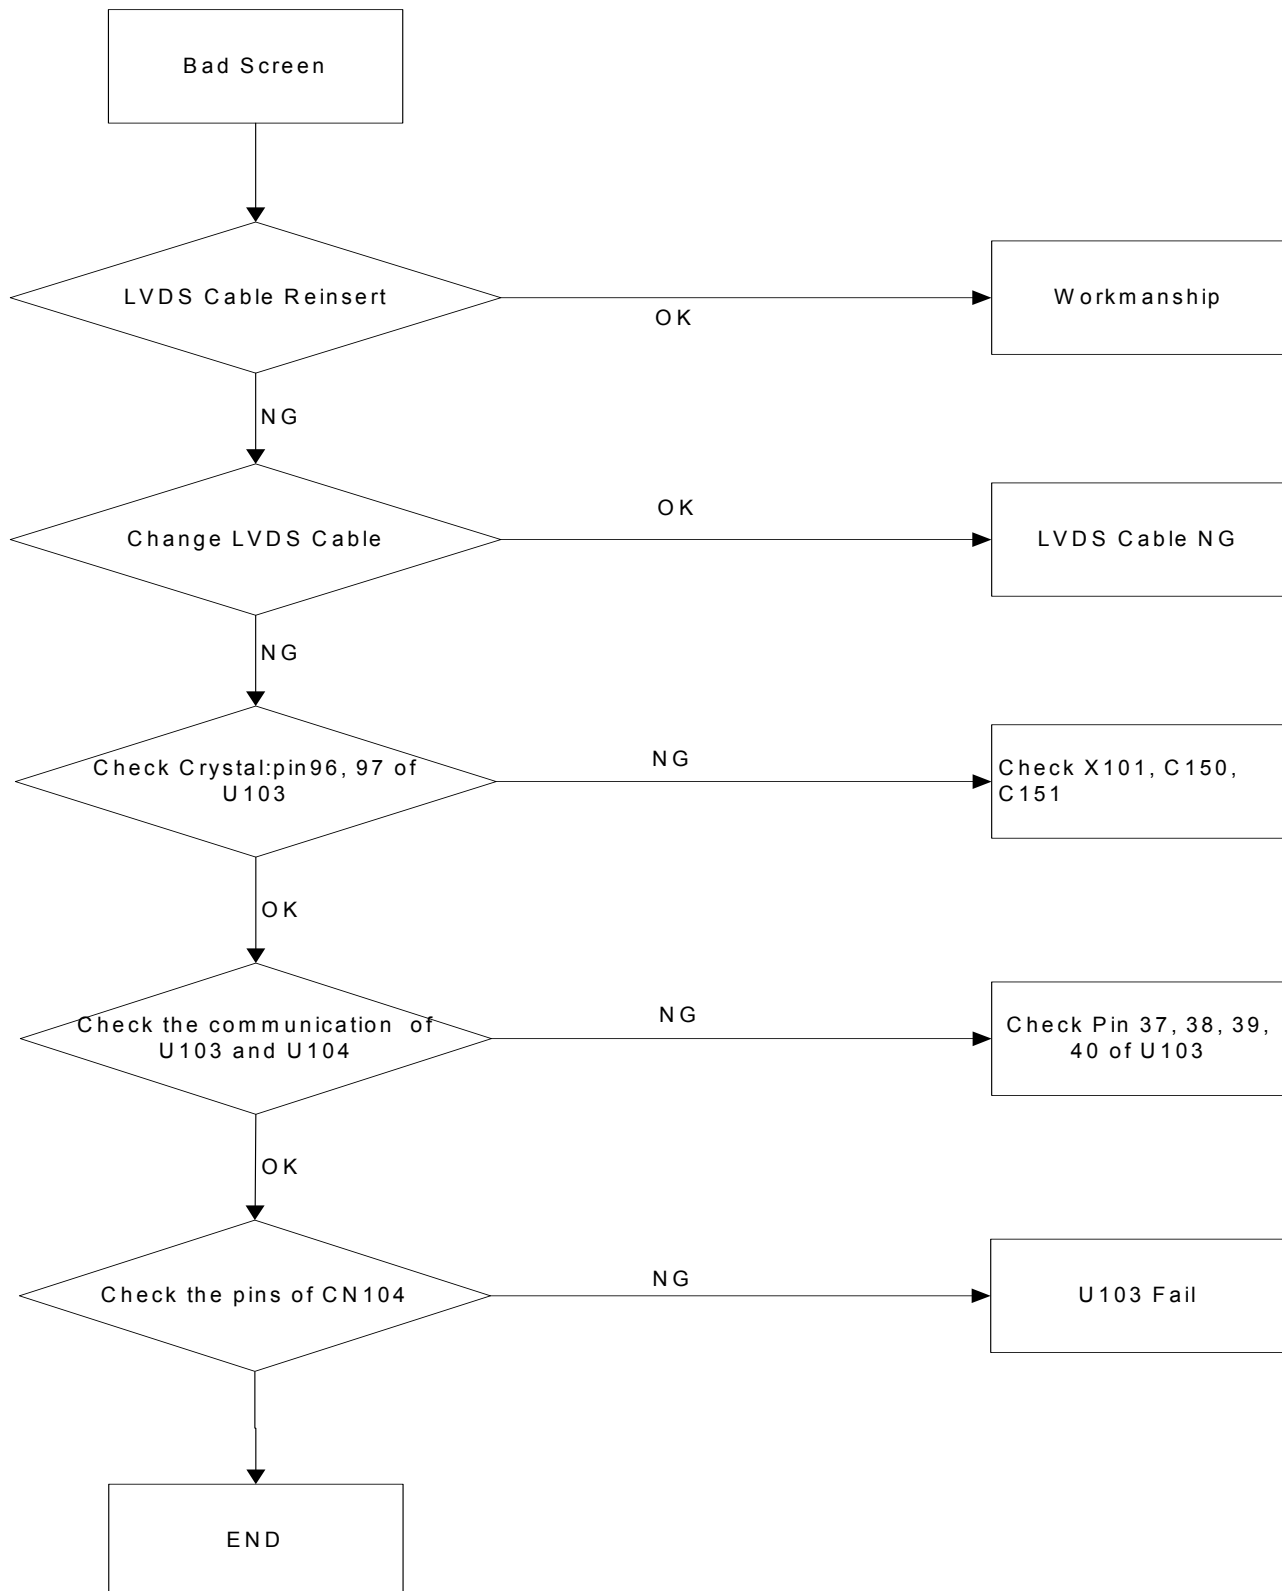 Bad Screen
LVDS Cable Reinsert
OK
Workmanship
NG
Change LVDS Cable
OK
LVDS Cable NG
NG
Check Crystal:pin96, 97 of
U103
NG
Check X101, C150,
C151
OK
Check the communication of
U103 and U104
NG
Check Pin 37, 38, 39,
40 of U103
OK
Check the pins of CN104
NG
U103 Fail
END